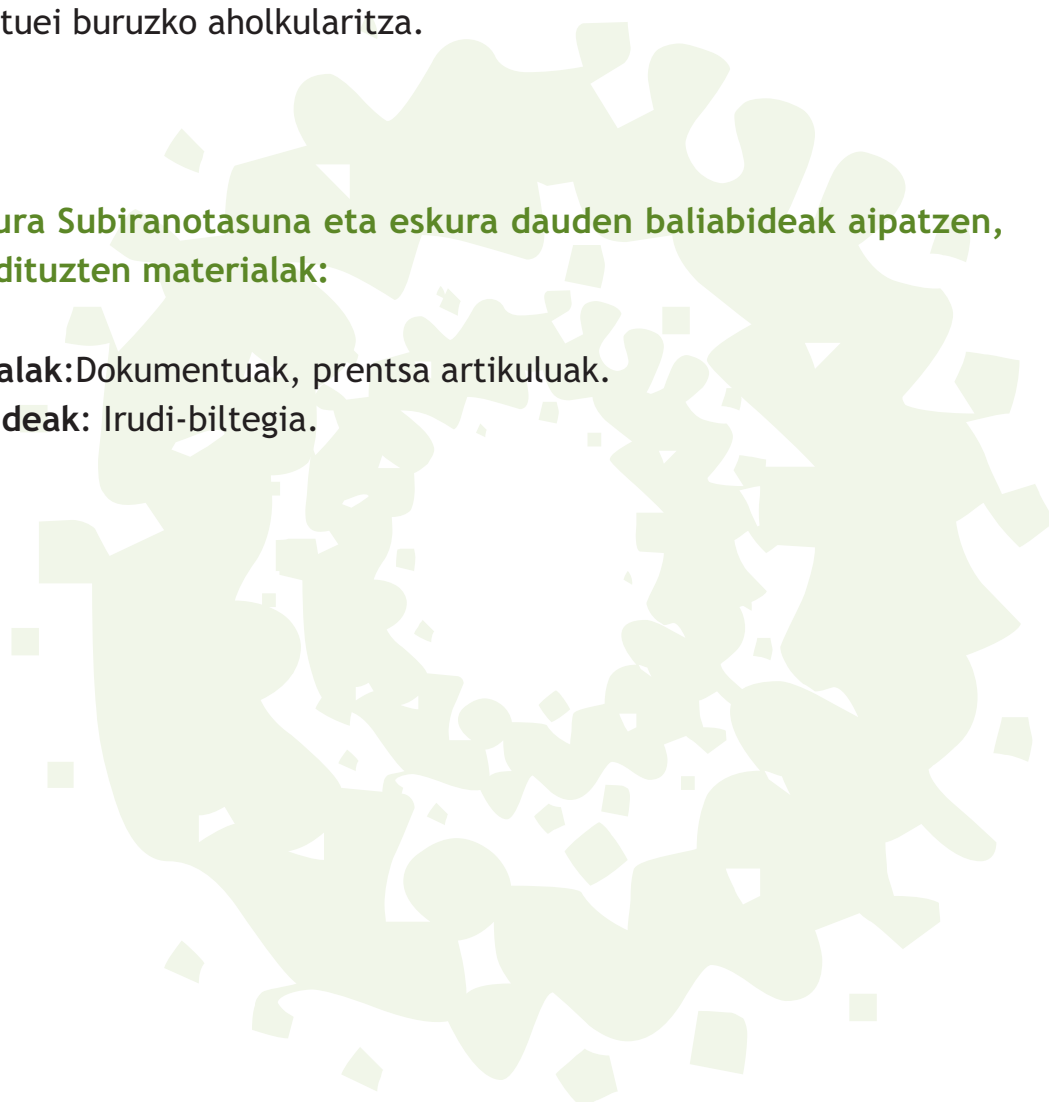 tuei buruzko aholkularitza.
ura Subiranotasuna eta eskura dauden baliabideak aipatzen,
dituzten materialak:
alak:Dokumentuak, prentsa artikuluak.
deak: Irudi-biltegia.